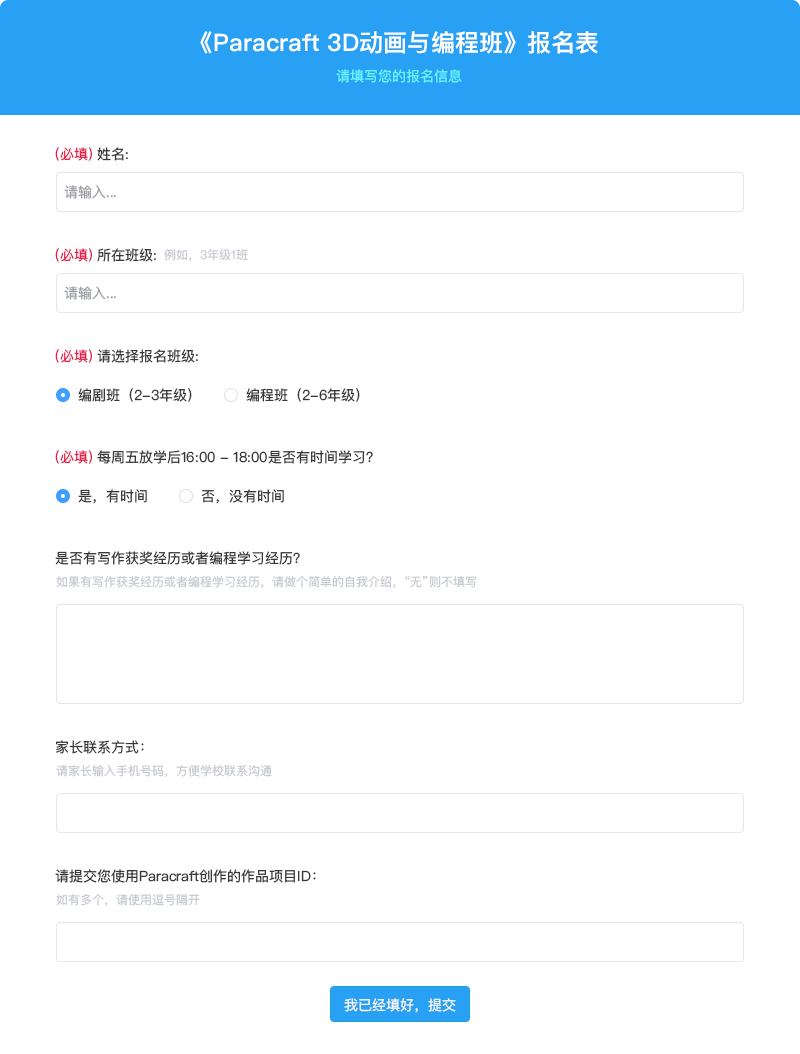 《Paracraft 3D动画与编程班》报名表
请填写您的报名信息
(必填) 姓名:
请输入...
(必填) 所在班级: 例如，3年级1班
请输入...
(必填) 请选择报名班级:
编剧班（2-3年级） 编程班（2-6年级）
(必填) 每周五放学后16:00 - 18:00是否有时间学习?
是，有时间 否，没有时间
是否有写作获奖经历或者编程学习经历?
如果有写作获奖经历或者编程学习经历，请做个简单的自我介绍，“无”则不填写
家长联系方式：
请家长输入手机号码，方便学校联系沟通
请提交您使用Paracraft创作的作品项目ID：
如有多个，请使用逗号隔开
我已经填好，提交